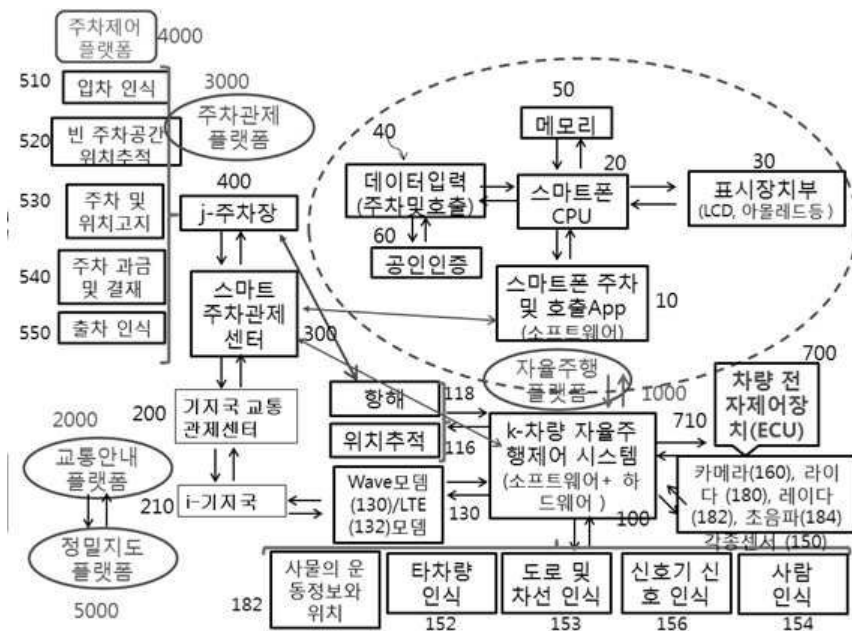 주차제어
플랫폼
4000
510
입차 인식
3000
주차관제
플랫폼
520
빈 주차공간
위치추적
530
주차 및
위치고지
400
j-주차장
540
주차 과금
및 결재
550
출차 인식
스마트
주차관제
센터
300
50
메모리
40
데이터입력
(주차및호출)
20
스마트폰
CPU
30
표시장치부
(LCD, 아몰레드등)
60
공인인증
스마트폰 주차
및 호출App
(소프트웨어)
10
자율주행
플랫폼
1000
700
차량 전
자제어장
치(ECU)
710
200
기지국 교통
관제센터
2000
교통안내
플랫폼
210
i-기지국
정밀지도
플랫폼
5000
항해
118
위치추적
116
k-차량 자율주
행제어 시스템
(소프트웨어+ 하
드웨어 )
100
Wave모뎀
(130)/LTE
(132)모뎀
130
카메라(160), 라이
다 (180), 레이다
(182), 초음파(184)
각종센서 (150)
사물의 운
동정보와
위치
182
타차량
인식
152
도로 및
차선 인식
153
신호기 신
호 인식
156
사람
인식
154